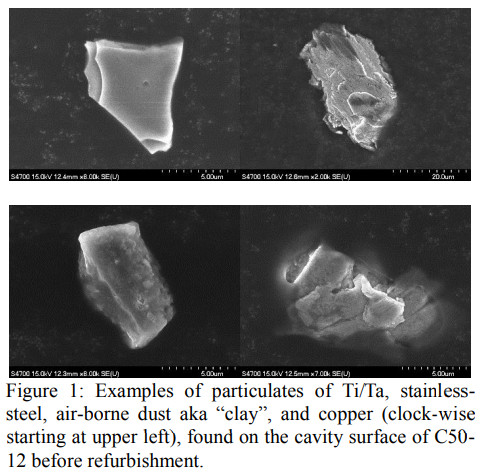 S4700 15.0kV 12.4mm x8.00k SE(U) 5.00um
S4700 15.0kV 12.6mm x2.00k SE(U) 20.0um
S4700 15.0kV 12.3mm x8.00k SE(U) 5.00um
S4700 15.0kV 12.5mm x7.00k SE(U) 5.00um
Figure 1: Examples of particulates of Ti/Ta, stainless-
steel, air-borne dust aka “clay”, and copper (clock-wise
starting at upper left), found on the cavity surface of C50-
12 before refurbishment.